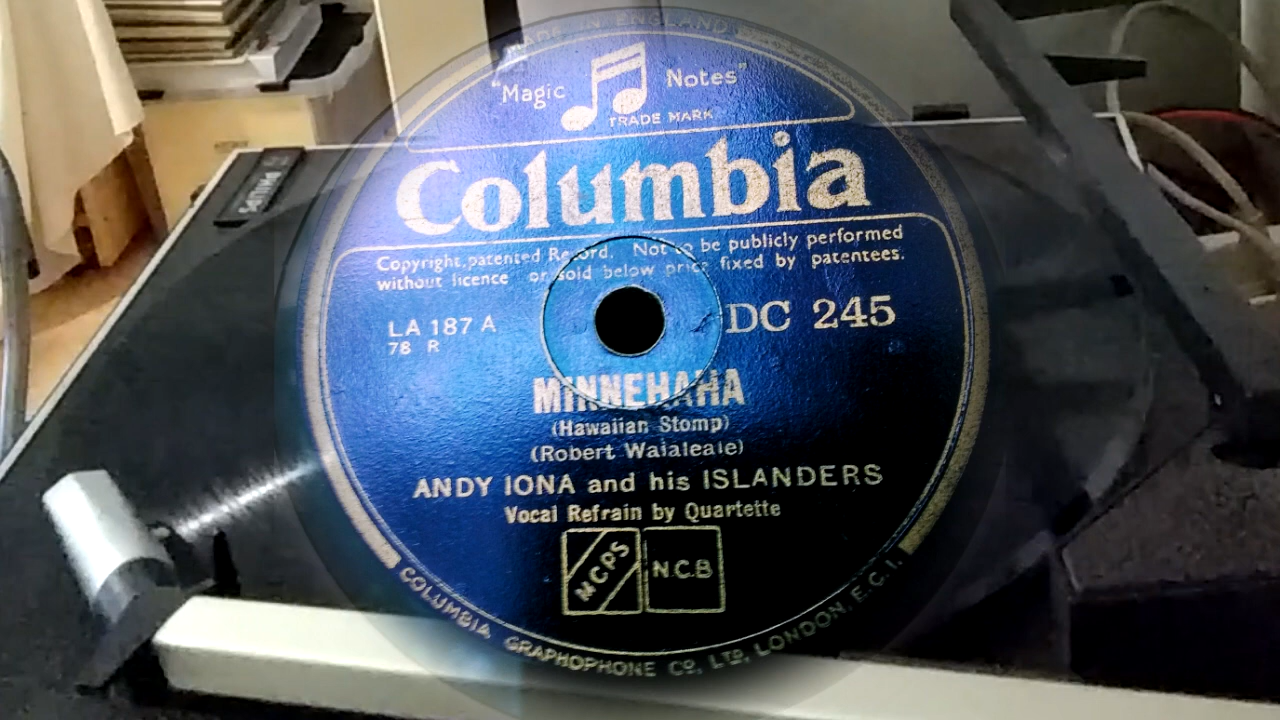 MADE IN ENGLAND
"Magic Notes"
TRADE MARK
Columbia
Copyright, patented Record. Not to be publicly performed
without licence or sold below price fixed by patentees.
LA 187 A
DC 245
78 R
MINNEHAHA
(Hawaiian Stomp)
(Robert Waialeale)
ANDY IONA and his ISLANDERS
Vocal Refrain by Quartette
MCPS
N.C.B
COLUMBIA GRAPHOPHONE CO, LTD, LONDON, E.C.1.
PHILIPS